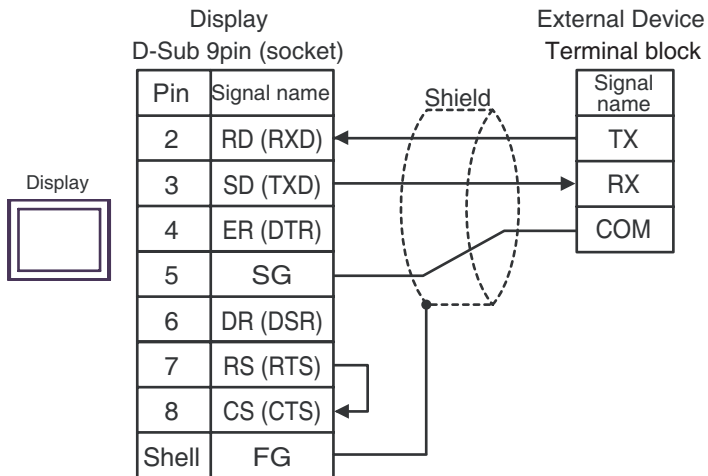 Display
External Device
D-Sub 9pin (socket)
Terminal block
Pin
Signal name
Shield
Signal
name
2
RD (RXD)
TX
3
SD (TXD)
RX
Display
4
ER (DTR)
COM
5
SG
6
DR (DSR)
7
RS (RTS)
8
CS (CTS)
Shell
FG